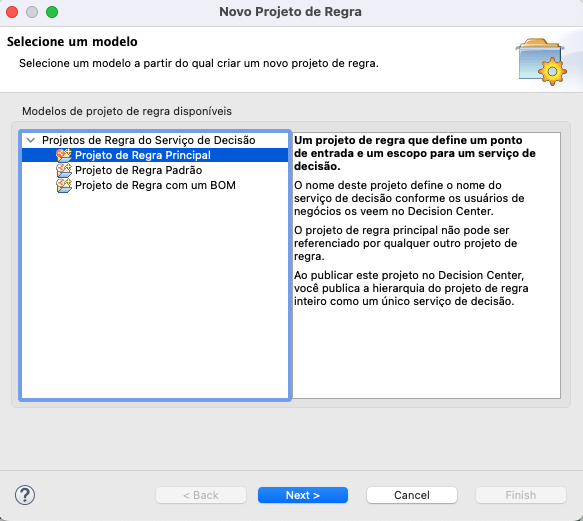 Novo Projeto de Regra
Selecione um modelo
Selecione um modelo a partir do qual criar um novo projeto de regra.
Modelos de projeto de regra disponíveis
Projetos de Regra do Serviço de Decisão
Projeto de Regra Principal
Projeto de Regra Padrão
Projeto de Regra com um BOM
Um projeto de regra que define um ponto
de entrada e um escopo para um serviço de
decisão.
O nome deste projeto define o nome do
serviço de decisão conforme os usuários de
negócios os veem no Decision Center.
O projeto de regra principal não pode ser
referenciado por qualquer outro projeto de
regra.
Ao publicar este projeto no Decision Center,
você publica a hierarquia do projeto de regra
inteiro como um único serviço de decisão.
?
< Back
Next >
Cancel
Finish